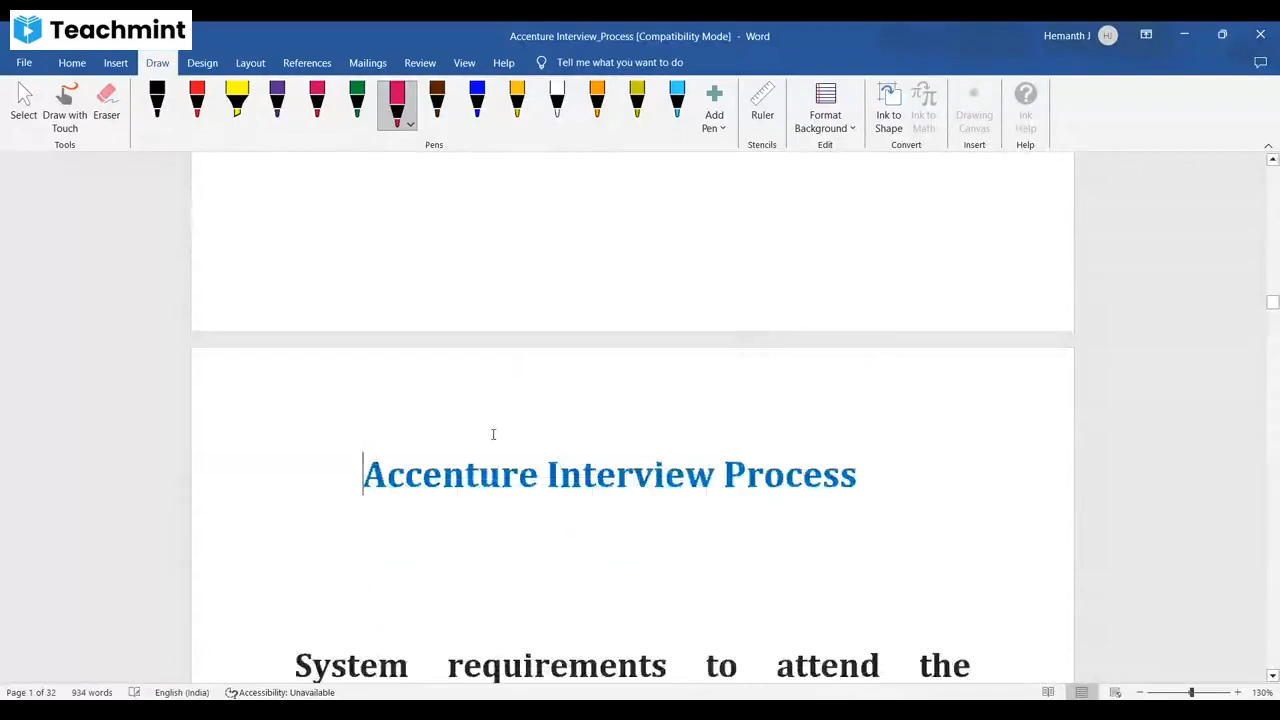 Teachmint
Accenture Interview_Process [Compatibility Mode] - Word
Hemanth J
HJ
File Home Insert Draw Design Layout References Mailings Review View Help Tell me what you want to do
Select
Draw with Touch
Eraser
Add Pen
Ruler
Format Background
Ink to Shape
Ink to Math
Drawing Canvas
Ink Help
Tools Pens Stencils Edit Convert Insert Help
Accenture Interview Process
System requirements to attend the
Page 1 of 32 934 words English (India) Accessibility: Unavailable 130%